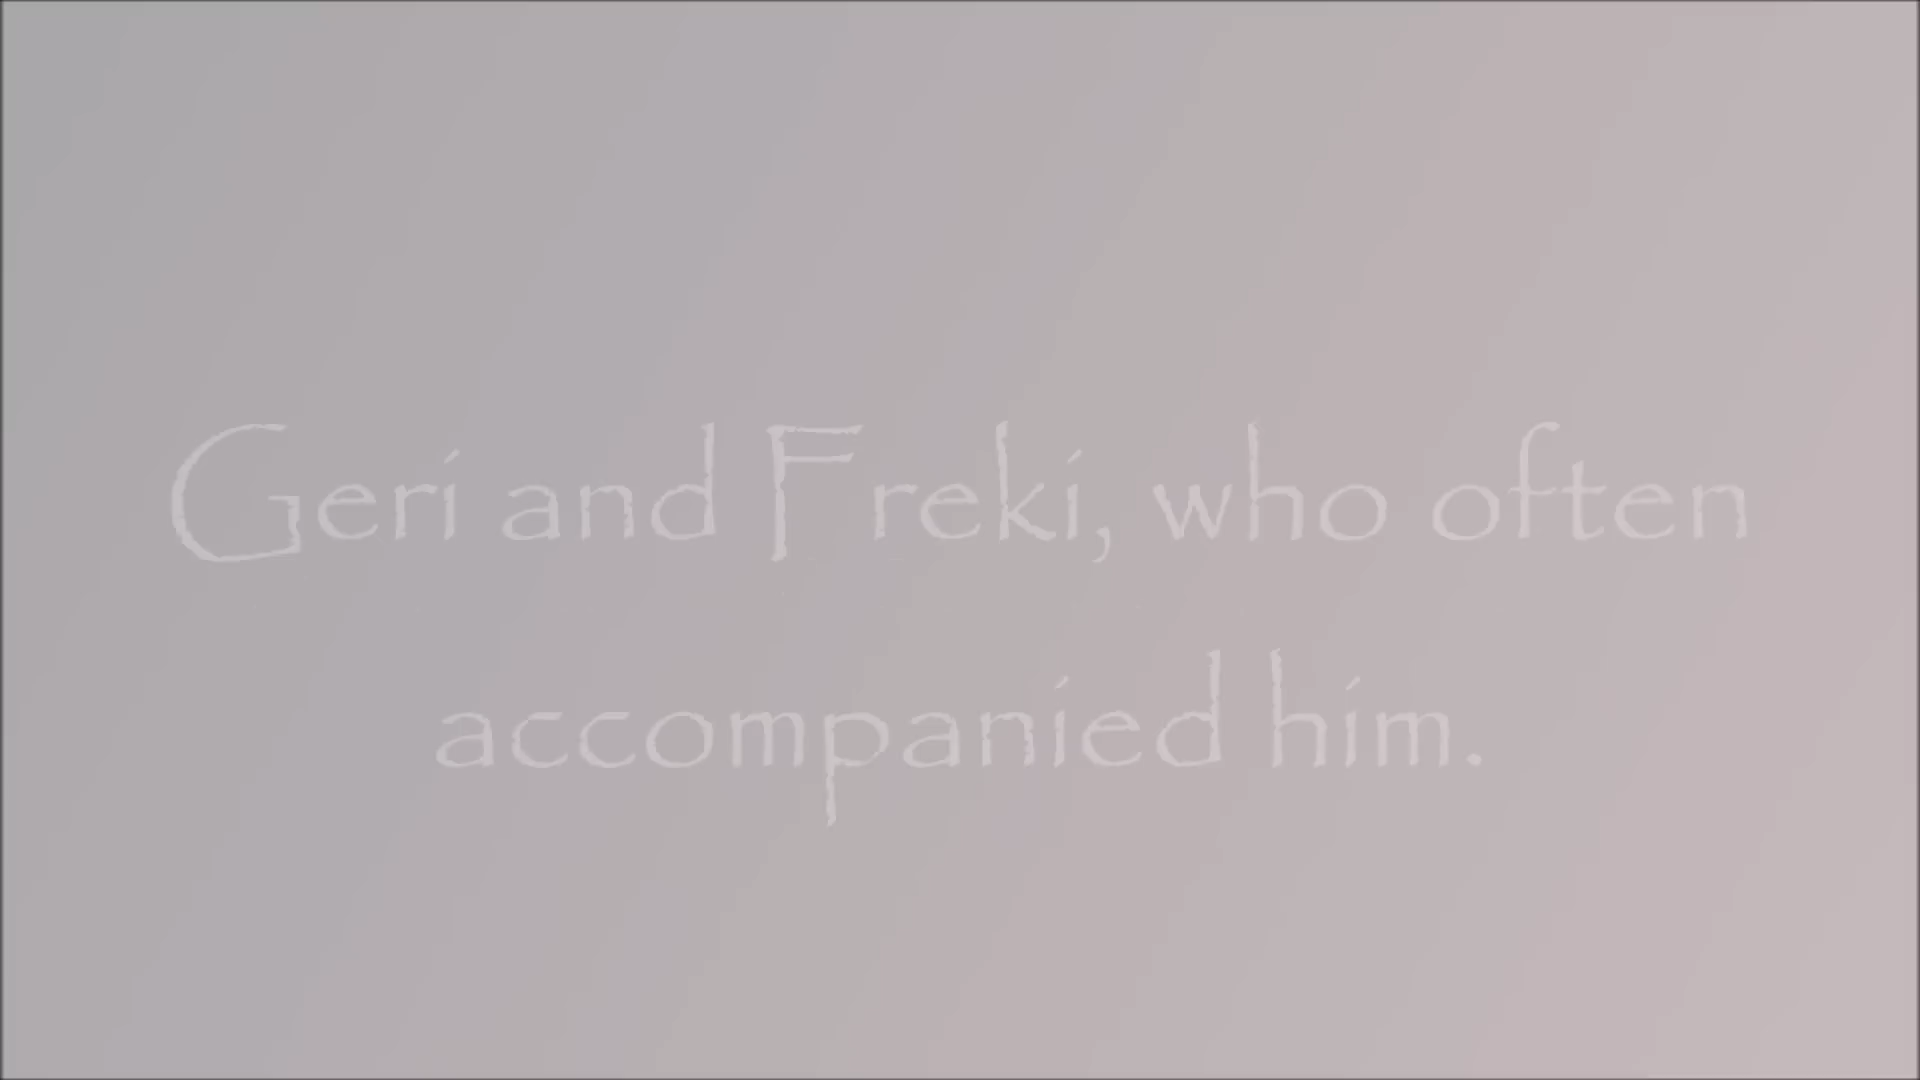 Geri and Freki, who often
accompanied him.